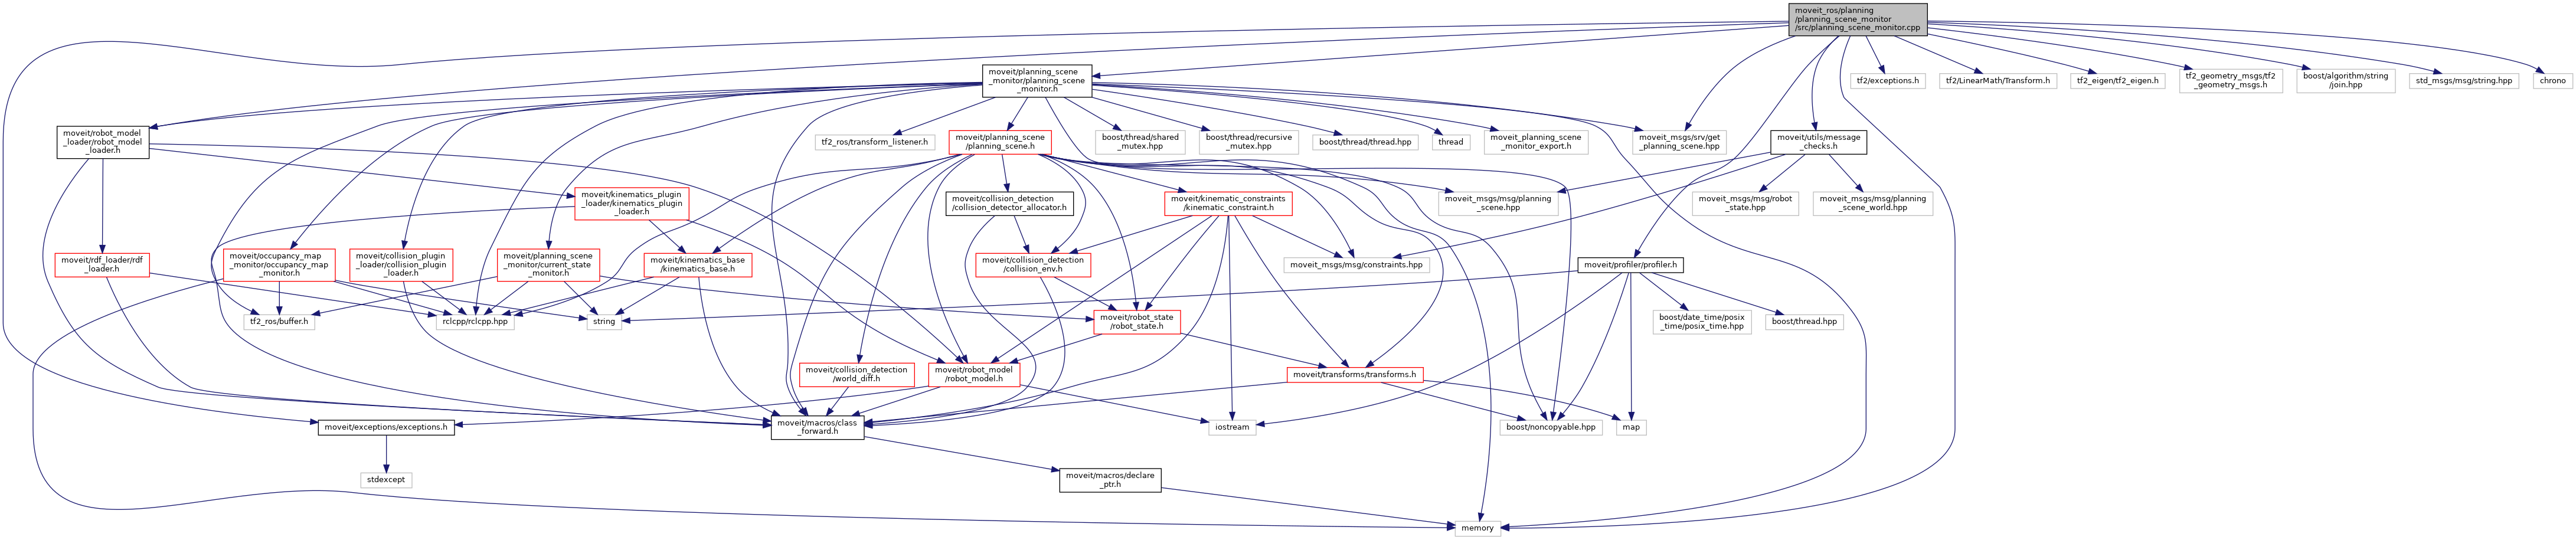 moveit_ros/planning
/planning_scene_monitor
/src/planning_scene_monitor.cpp
moveit/planning_scene
_monitor/planning_scene
_monitor.h
tf2/exceptions.h
tf2/LinearMath/Transform.h
tf2_eigen/tf2_eigen.h
tf2_geometry_msgs/tf2
_geometry_msgs.h
boost/algorithm/string
/join.hpp
std_msgs/msg/string.hpp
chrono
moveit/robot_model
_loader/robot_model
_loader.h
tf2_ros/transform_listener.h
moveit/planning_scene
/planning_scene.h
boost/thread/shared
_mutex.hpp
boost/thread/recursive
_mutex.hpp
boost/thread/thread.hpp
thread
moveit_planning_scene
_monitor_export.h
moveit_msgs/srv/get
_planning_scene.hpp
moveit/utils/message
_checks.h
moveit/kinematics_plugin
_loader/kinematics_plugin
_loader.h
moveit/collision_detection
/collision_detector_allocator.h
moveit/kinematic_constraints
/kinematic_constraint.h
moveit_msgs/msg/planning
_scene.hpp
moveit_msgs/msg/robot
_state.hpp
moveit_msgs/msg/planning
_scene_world.hpp
moveit/rdf_loader/rdf
_loader.h
moveit/occupancy_map
_monitor/occupancy_map
_monitor.h
moveit/collision_plugin
_loader/collision_plugin
_loader.h
moveit/planning_scene
_monitor/current_state
_monitor.h
moveit/kinematics_base
/kinematics_base.h
moveit/collision_detection
/collision_env.h
moveit_msgs/msg/constraints.hpp
moveit/profiler/profiler.h
tf2_ros/buffer.h
rclcpp/rclcpp.hpp
string
moveit/robot_state
/robot_state.h
boost/date_time/posix
_time/posix_time.hpp
boost/thread.hpp
moveit/collision_detection
/world_diff.h
moveit/robot_model
/robot_model.h
moveit/transforms/transforms.h
moveit/exceptions/exceptions.h
moveit/macros/class
_forward.h
iostream
boost/noncopyable.hpp
map
stdexcept
moveit/macros/declare
_ptr.h
memory